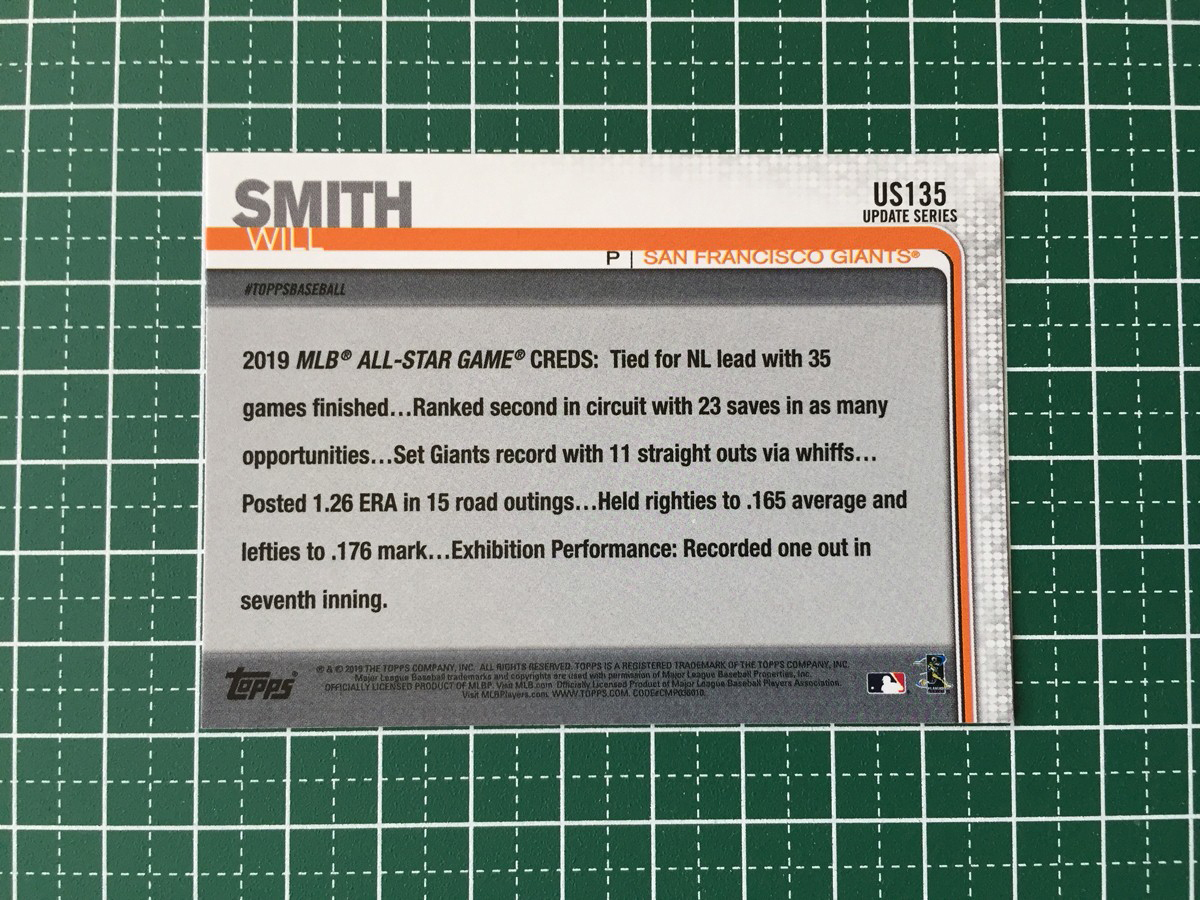 SMITH
WILL
US135
UPDATE SERIES
P | SAN FRANCISCO GIANTS®
#TOPPSBASEBALL
2019 MLB® ALL-STAR GAME® CREDS: Tied for NL lead with 35
games finished...Ranked second in circuit with 23 saves in as many
opportunities...Set Giants record with 11 straight outs via whiffs...
Posted 1.26 ERA in 15 road outings...Held righties to .165 average and
lefties to .176 mark...Exhibition Performance: Recorded one out in
seventh inning.
Topps
® & © 2019 THE TOPPS COMPANY, INC. ALL RIGHTS RESERVED. TOPPS IS A REGISTERED TRADEMARK OF THE TOPPS COMPANY, INC.
Major League Baseball trademarks and copyrights are used with permission of Major League Baseball Properties, Inc.
OFFICIALLY LICENSED PRODUCT OF MLBP. Visit MLB.com Officially Licensed Product of Major League Baseball Players Association.
Visit MLBPlayers.com. WWW.TOPPS.COM. CODE#CMP036010.